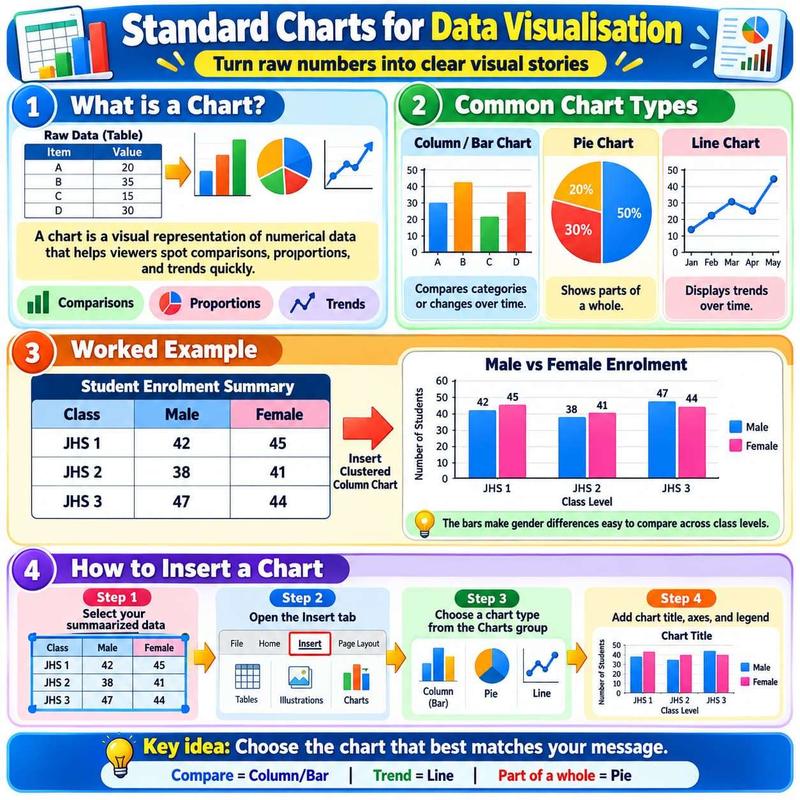 Standard Charts for Data Visualisation
Turn raw numbers into clear visual stories
1 What is a Chart?
Raw Data (Table)
Item Value
A 20
B 35
C 15
D 30
A chart is a visual representation of numerical data
that helps viewers spot comparisons, proportions,
and trends quickly.
Comparisons Proportions Trends
2 Common Chart Types
Column / Bar Chart
50
40
30
20
10
0
A B C D
Compares categories
or changes over time.
Pie Chart
20%
50%
30%
Shows parts of
a whole.
Line Chart
50
40
30
20
10
0
Jan Feb Mar Apr May
Displays trends
over time.
3 Worked Example
Student Enrolment Summary
Class Male Female
JHS 1 42 45
JHS 2 38 41
JHS 3 47 44
Insert
Clustered
Column Chart
Male vs Female Enrolment
Number of Students
60
50
40
30
20
10
0
42 45 38 41 47 44
JHS 1 JHS 2 JHS 3
Class Level
Male
Female
The bars make gender differences easy to compare across class levels.
4 How to Insert a Chart
Step 1
Select your
summarized data
Class Male Female
JHS 1 42 45
JHS 2 38 41
JHS 3 47 44
Step 2
Open the Insert tab
File Home Insert Page Layout
Tables Illustrations Charts
Step 3
Choose a chart type
from the Charts group
Column
(Bar)
Pie
Line
Step 4
Add chart title, axes, and legend
Chart Title
Number of Students
50
40
30
20
10
0
JHS 1 JHS 2 JHS 3
Class Level
Male
Female
Key idea: Choose the chart that best matches your message.
Compare = Column/Bar | Trend = Line | Part of a whole = Pie